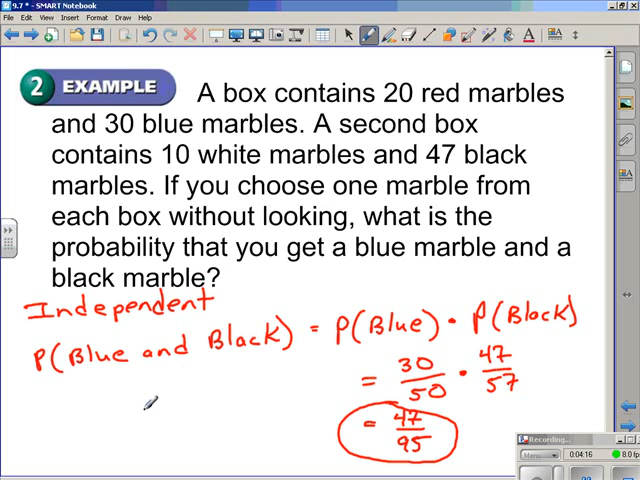 9.7 * - SMART Notebook
File Edit View Insert Format Draw Help
2 EXAMPLE A box contains 20 red marbles
and 30 blue marbles. A second box
contains 10 white marbles and 47 black
marbles. If you choose one marble from
each box without looking, what is the
probability that you get a blue marble and a
black marble?
Independent
P(Blue and Black) = P(Blue) • P(Black)
= 30/50 • 47/57
= 47/95
Recording...
Menu
0:04:16
8.0 fp